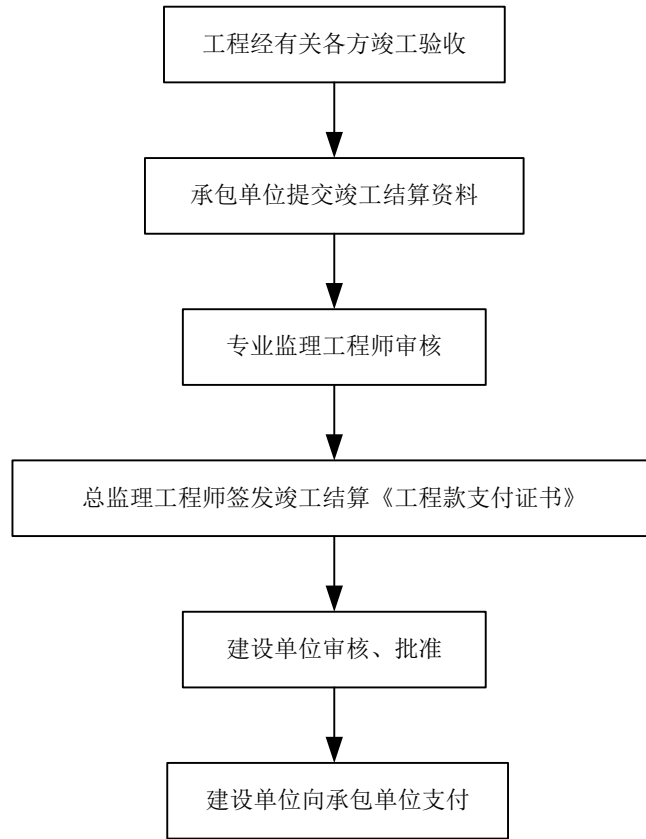 工程经有关各方竣工验收
承包单位提交竣工结算资料
专业监理工程师审核
总监理工程师签发竣工结算《工程款支付证书》
建设单位审核、批准
建设单位向承包单位支付